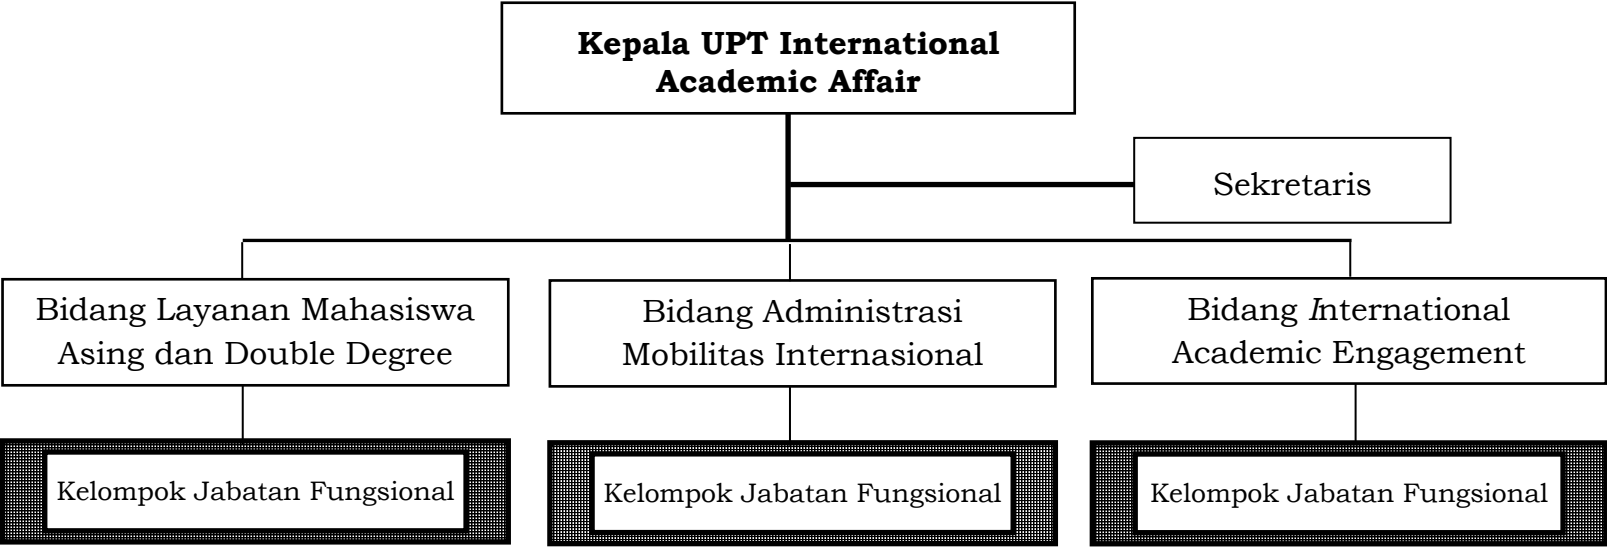 Kepala UPT International
Academic Affair
Sekretaris
Bidang Layanan Mahasiswa
Asing dan Double Degree
Bidang Administrasi
Mobilitas Internasional
Bidang International
Academic Engagement
Kelompok Jabatan Fungsional
Kelompok Jabatan Fungsional
Kelompok Jabatan Fungsional